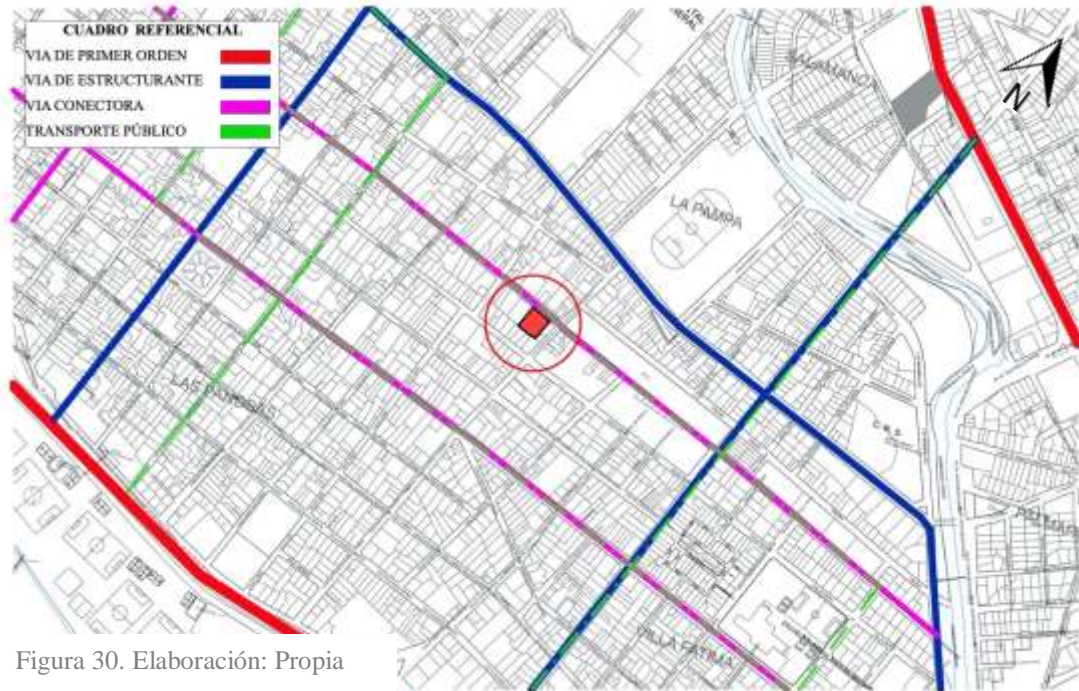 CUADRO REFERENCIAL
VIA DE PRIMER ORDEN
VIA DE ESTRUCTURANTE
VIA CONECTORA
TRANSPORTE PÚBLICO
N
SALAMANCA
LA PAMPA
VILLA FATIMA
Figura 30. Elaboración: Propia